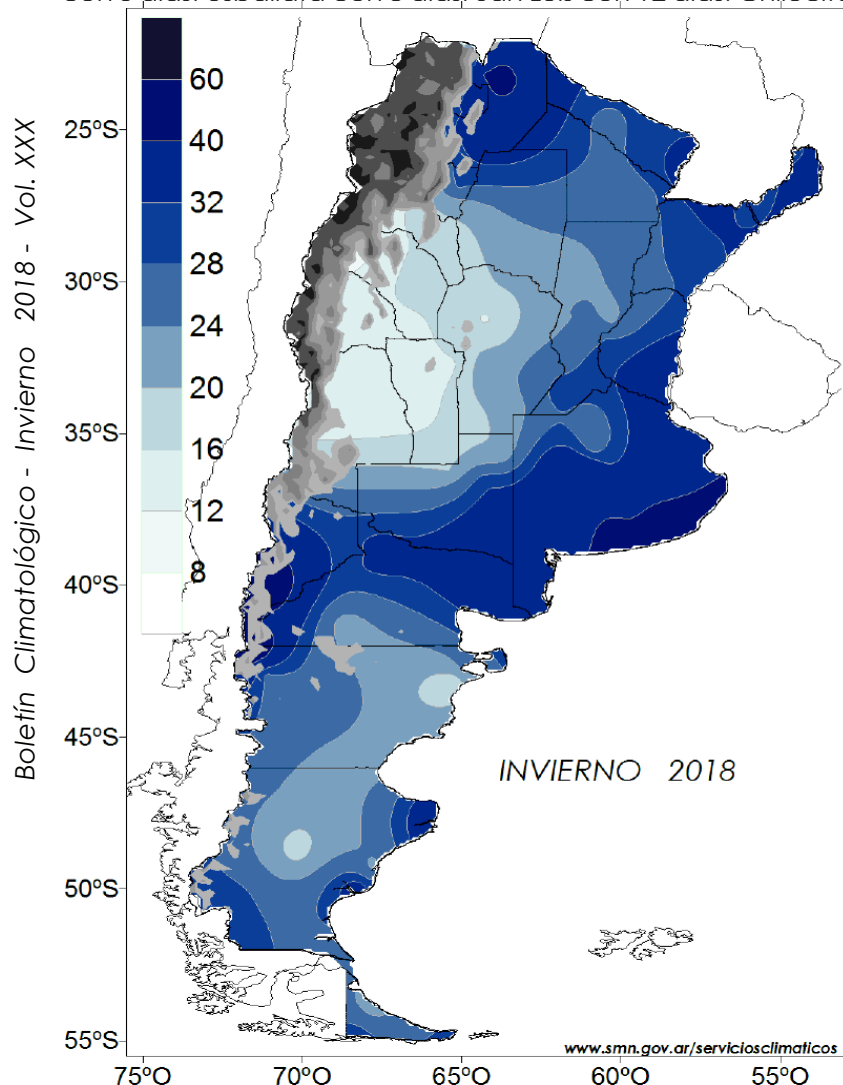 Boletín Climatológico - Invierno 2018 - Vol. XXX
60
40
32
28
24
20
16
12
8
25ºS
30ºS
35ºS
40ºS
45ºS
50ºS
55ºS
INVIERNO 2018
www.smn.gov.ar/serviciosclimaticos
75ºO 70ºO 65ºO 60ºO 55ºO